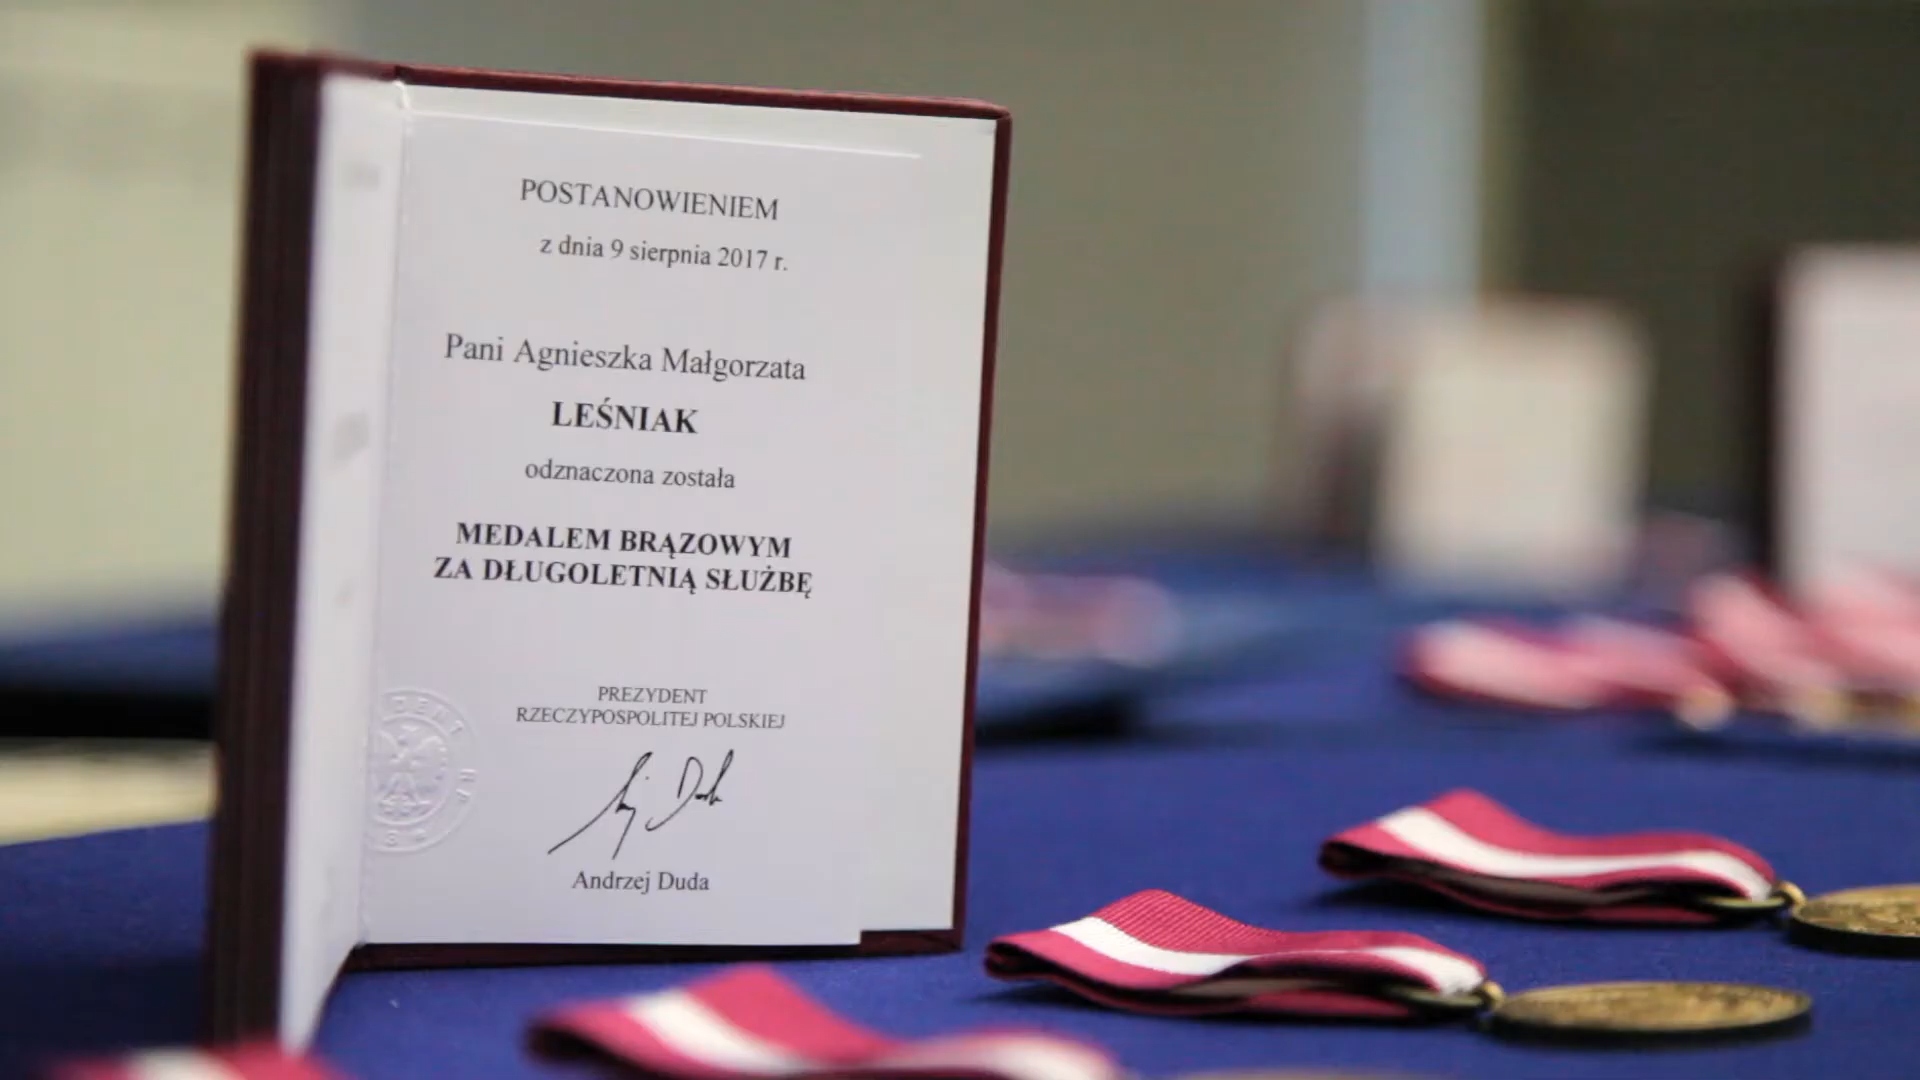 POSTANOWIENIEM
z dnia 9 sierpnia 2017 r.
Pani Agnieszka Małgorzata
LEŚNIAK
odznaczona została
MEDALEM BRĄZOWYM
ZA DŁUGOLETNIĄ SŁUŻBĘ
PREZYDENT
RZECZYPOSPOLITEJ POLSKIEJ
Andrzej Duda